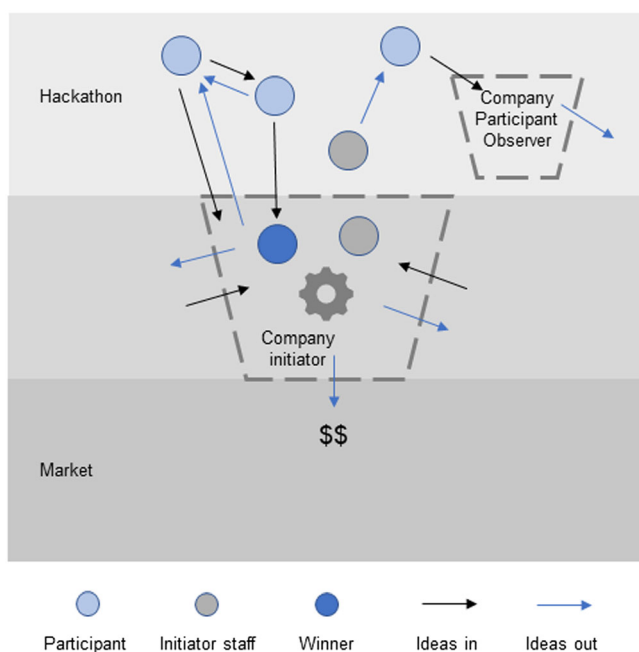 Hackathon
Company
Participant
Observer
Company
initiator
$$
Market
Participant
Initiator staff
Winner
Ideas in
Ideas out